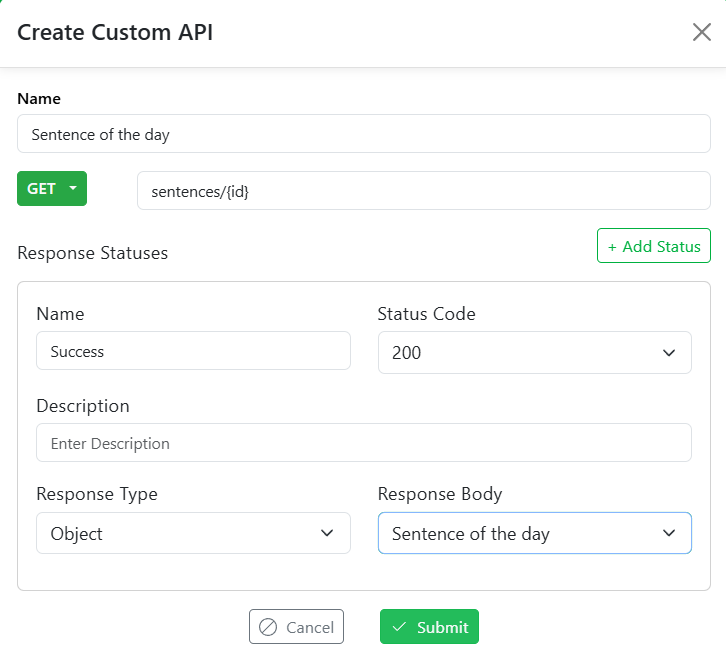 Create Custom API
Name
Sentence of the day
GET
sentences/{id}
Response Statuses
+ Add Status
Name
Status Code
Success
200
Description
Enter Description
Response Type
Response Body
Object
Sentence of the day
Cancel
Submit